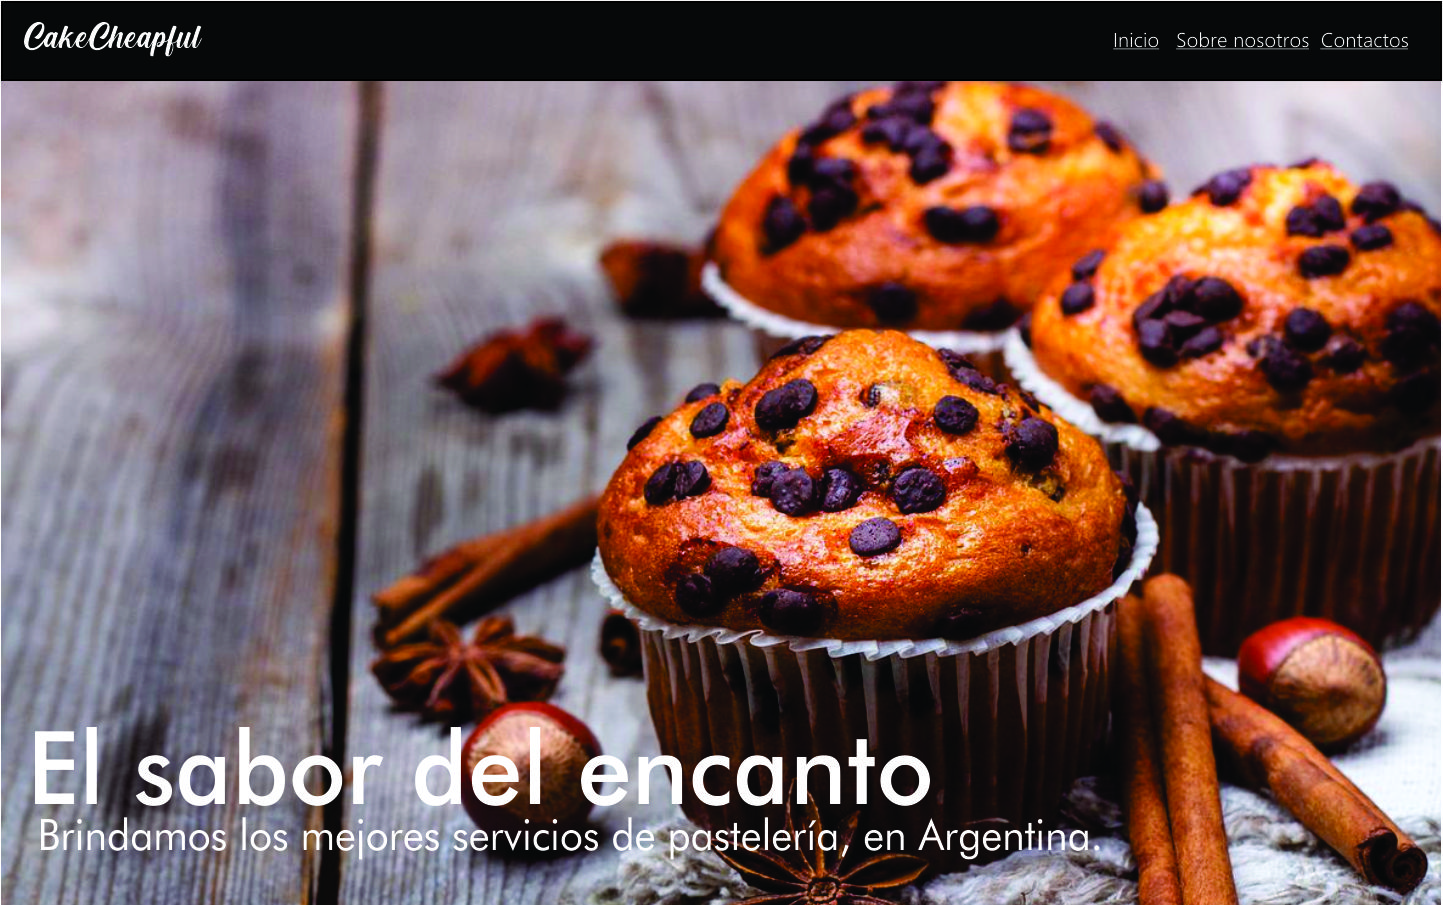 CakeCheapful
Inicio Sobre nosotros Contactos
El sabor del encanto
Brindamos los mejores servicios de pastelería, en Argentina.